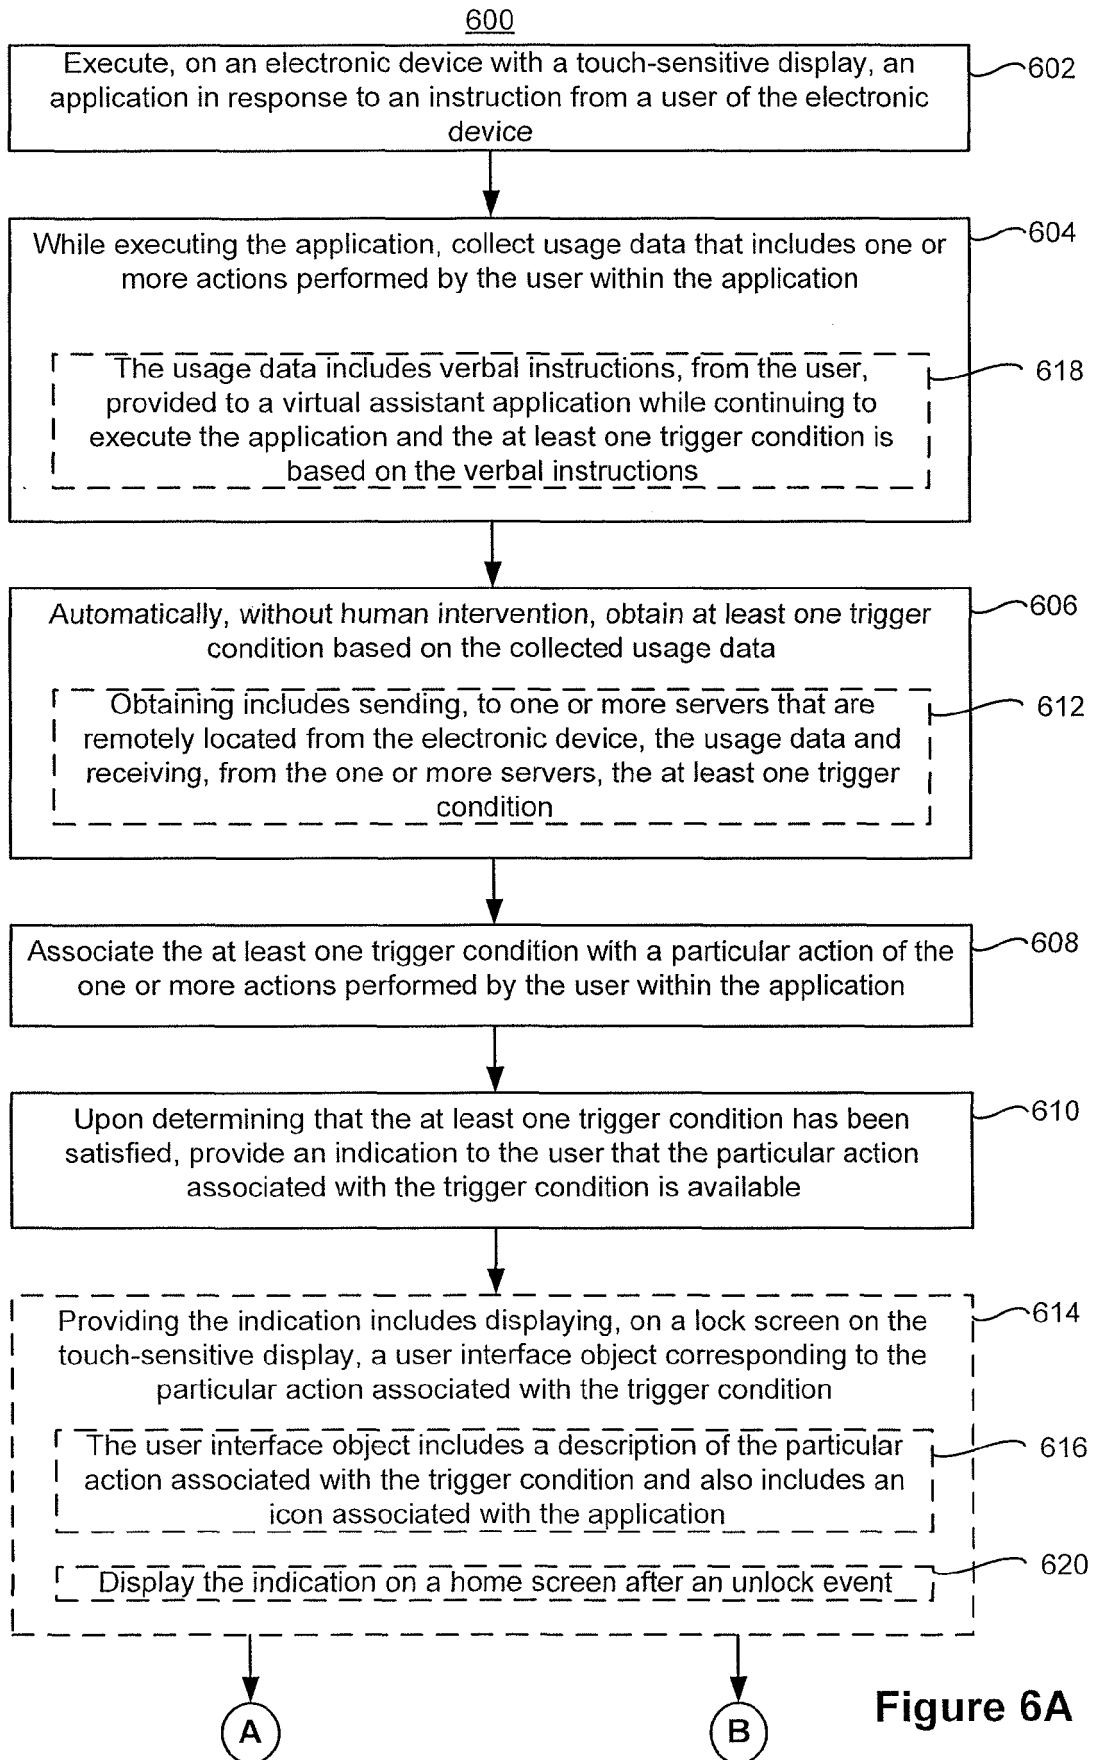 600
Execute, on an electronic device with a touch-sensitive display, an
application in response to an instruction from a user of the electronic
device
602
While executing the application, collect usage data that includes one or
more actions performed by the user within the application
604
The usage data includes verbal instructions, from the user,
provided to a virtual assistant application while continuing to
execute the application and the at least one trigger condition is
based on the verbal instructions
618
Automatically, without human intervention, obtain at least one trigger
condition based on the collected usage data
606
Obtaining includes sending, to one or more servers that are
remotely located from the electronic device, the usage data and
receiving, from the one or more servers, the at least one trigger
condition
612
Associate the at least one trigger condition with a particular action of the
one or more actions performed by the user within the application
608
Upon determining that the at least one trigger condition has been
satisfied, provide an indication to the user that the particular action
associated with the trigger condition is available
610
Providing the indication includes displaying, on a lock screen on the
touch-sensitive display, a user interface object corresponding to the
particular action associated with the trigger condition
614
The user interface object includes a description of the particular
action associated with the trigger condition and also includes an
icon associated with the application
616
Display the indication on a home screen after an unlock event
620
A
B
Figure 6A